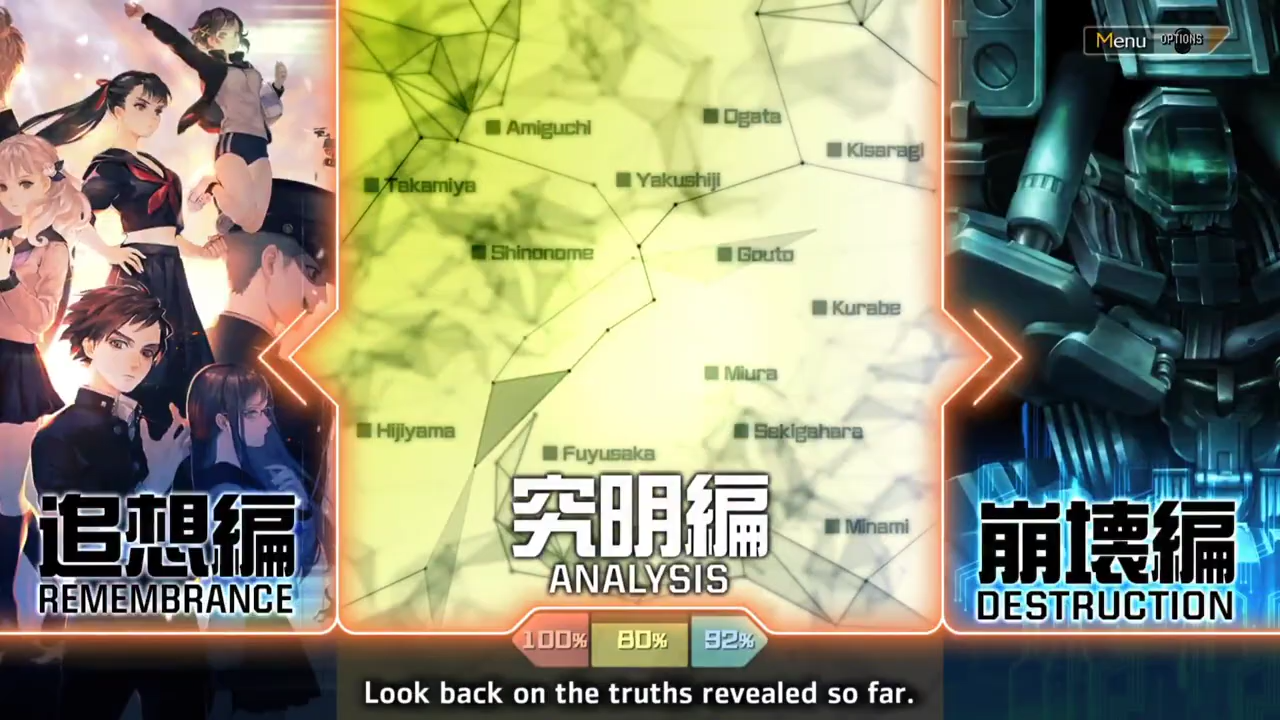 Menu OPTIONS
Amiguchi
Ogata
Kisaragi
Takamiya
Yakushiji
Shinonome
Gouto
Kurabe
Miura
Hijiyama
Sekigahara
Fuyusaka
Minami
追想編
REMEMBRANCE
究明編
ANALYSIS
崩壊編
DESTRUCTION
100% 80% 92%
Look back on the truths revealed so far.